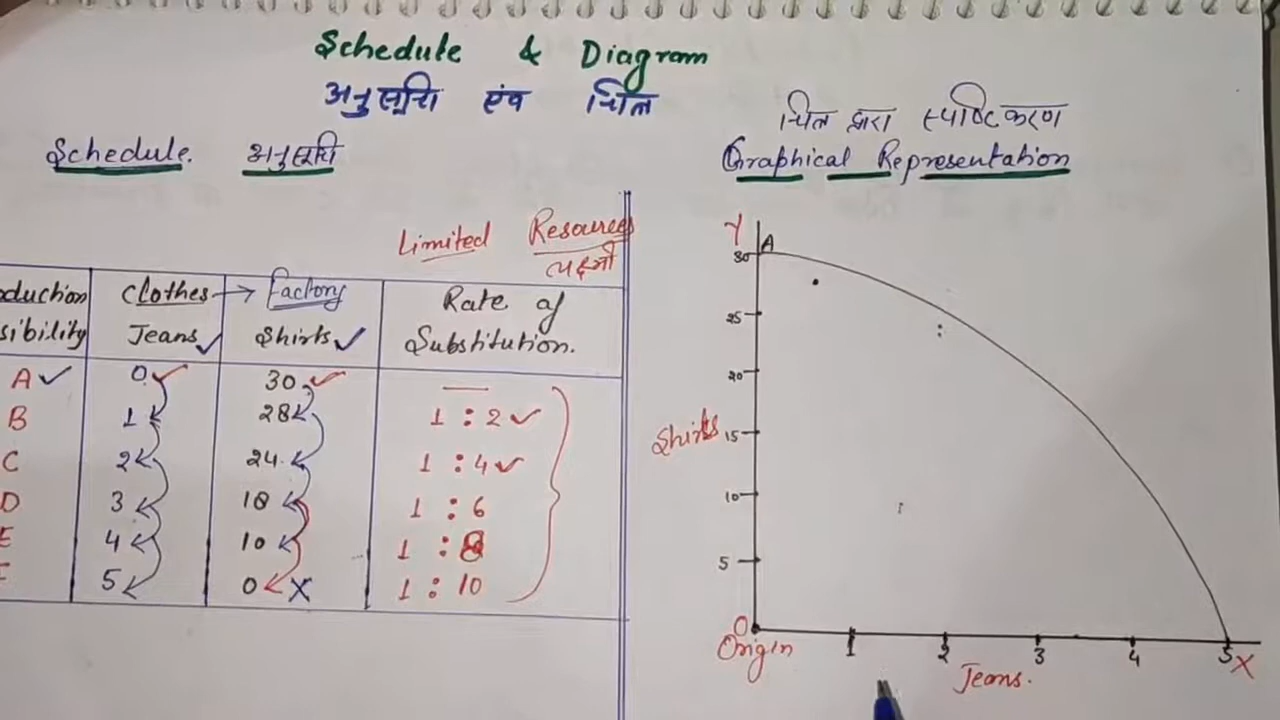 Schedule & Diagram
अनुसूचि एंव चित्र
Schedule. अनुसूचि
चित्र द्वारा स्पष्टिकरण
Graphical Representation
Limited Resources
oduction
sibility
Clothes → Factory
Jeans ✓
Shirts ✓
Rate of
Substitution.
A ✓ 0 ✓ 30 ✓ —
B 1 28 1 : 2 ✓
C 2 24 1 : 4 ✓
D 3 18 1 : 6
E 4 10 1 : 8
5 0 X 1 : 10
Y
A
30
25
20
Shirts 15
10
5
O
Origin
1 2 3 4 5 X
Jeans.